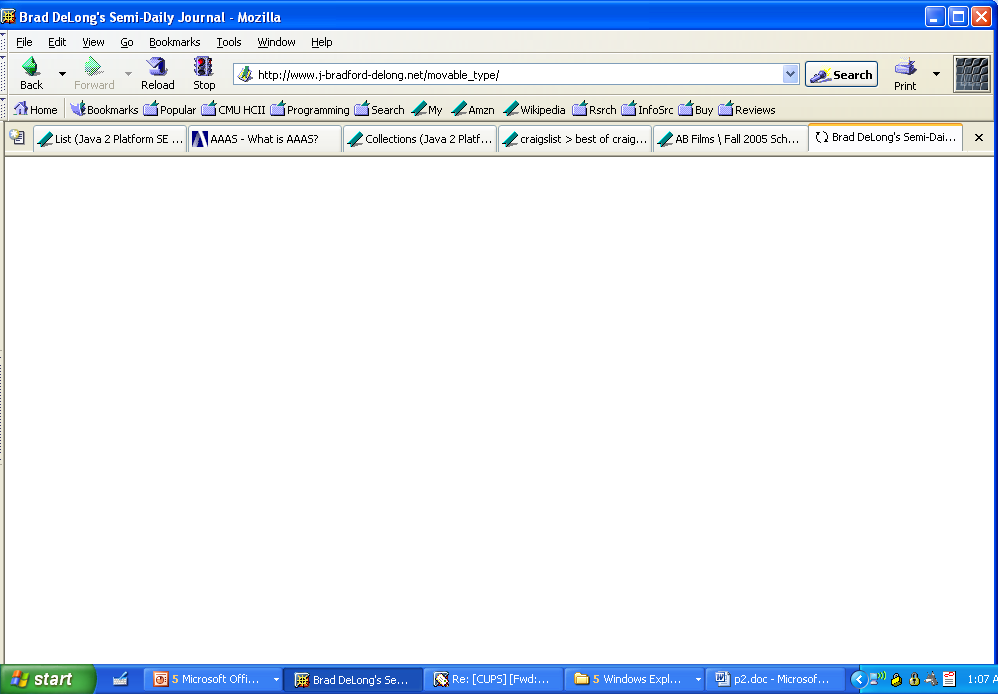 Brad DeLong's Semi-Daily Journal - Mozilla
File Edit View Go Bookmarks Tools Window Help
Back Forward Reload Stop http://www.j-bradford-delong.net/movable_type/ Search Print
Home Bookmarks Popular CMU HCII Programming Search My Amzn Wikipedia Rsrch InfoSrc Buy Reviews
List (Java 2 Platform SE ... AAAS - What is AAAS? Collections (Java 2 Platf... craigslist > best of craig... AB Films \ Fall 2005 Sch... Brad DeLong's Semi-Dai...
start 5 Microsoft Offi... Brad DeLong's Se... Re: [CUPS] [Fwd:... 5 Windows Expl... p2.doc - Microsof... 1:07 A